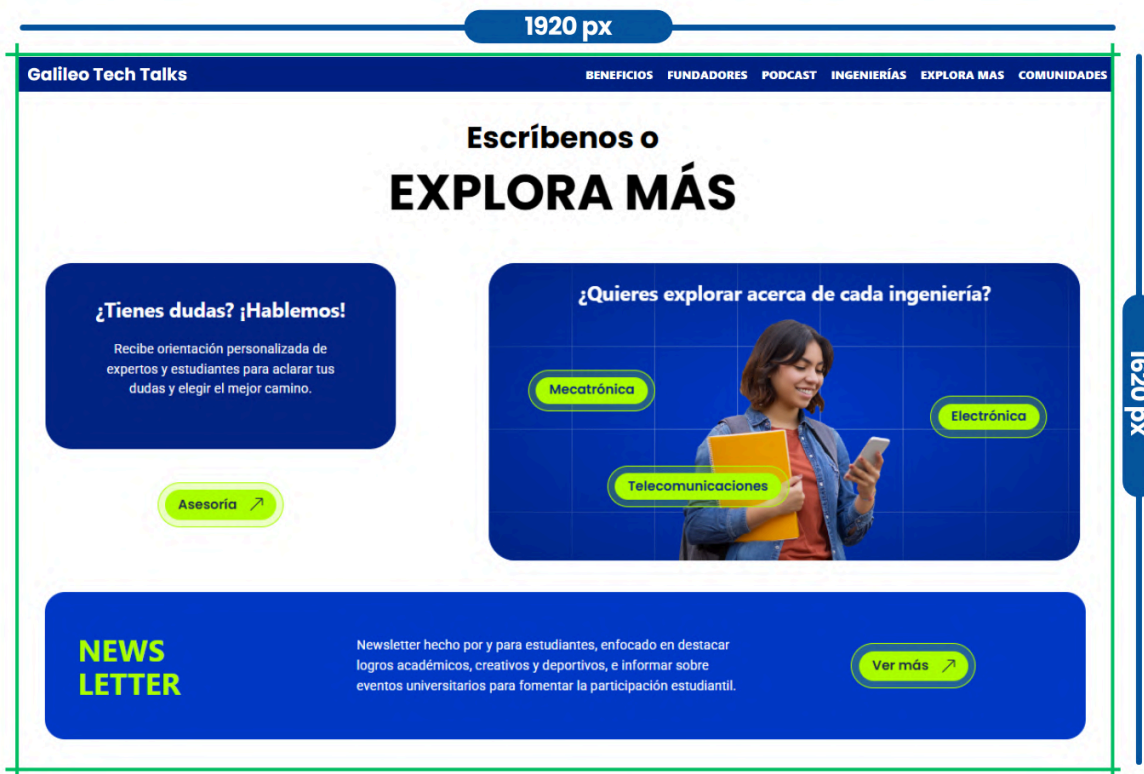 1920 px
Galileo Tech Talks
BENEFICIOS FUNDADORES PODCAST INGENIERÍAS EXPLORA MAS COMUNIDADES
Escríbenos o
EXPLORA MÁS
¿Tienes dudas? ¡Hablemos!
Recibe orientación personalizada de
expertos y estudiantes para aclarar tus
dudas y elegir el mejor camino.
Asesoría
¿Quieres explorar acerca de cada ingeniería?
Mecatrónica
Electrónica
Telecomunicaciones
1620 px
NEWS
LETTER
Newsletter hecho por y para estudiantes, enfocado en destacar
logros académicos, creativos y deportivos, e informar sobre
eventos universitarios para fomentar la participación estudiantil.
Ver más